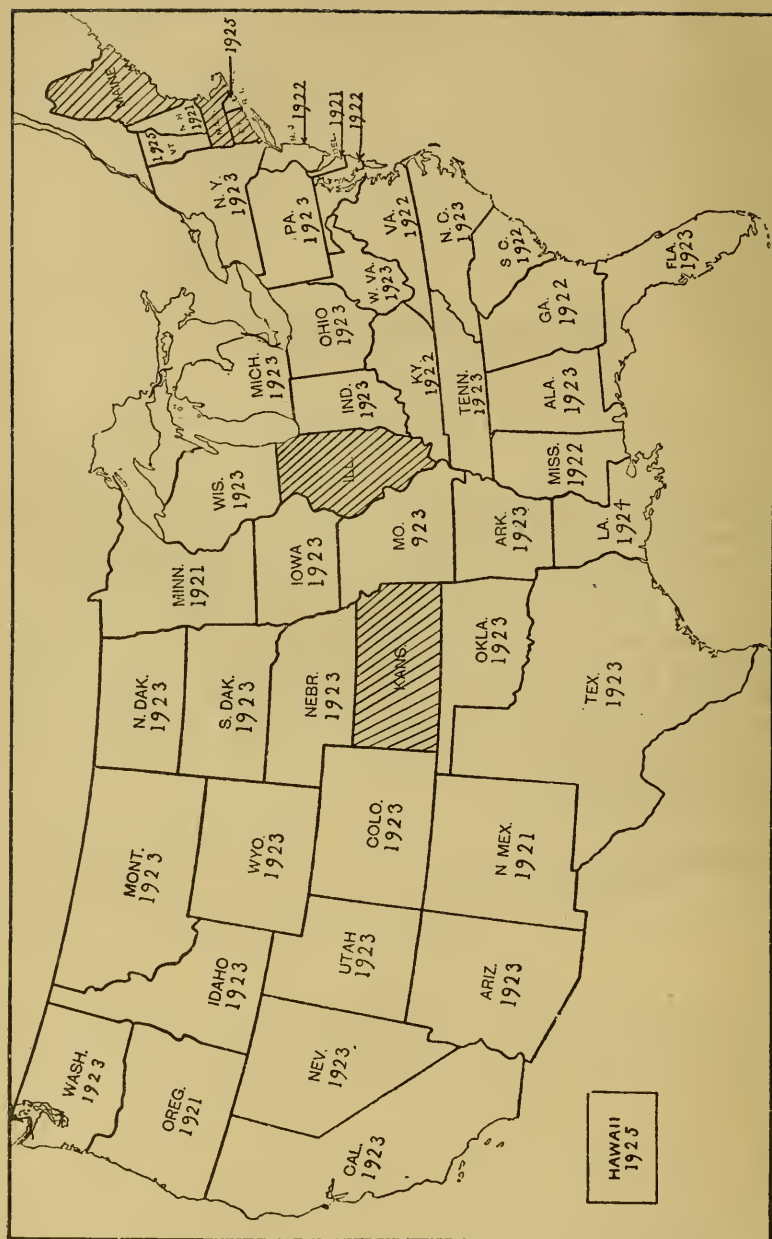 WASH.
1923
OREG.
1921
CAL.
1923
NEV.
1923
IDAHO
1923
MONT.
1923
WYO.
1923
UTAH
1923
COLO.
1923
ARIZ.
1923
N MEX.
1921
N. DAK.
1923
S. DAK.
1923
NEBR.
1923
KANS.
OKLA.
1923
TEX.
1923
MINN.
1921
IOWA
1923
MO.
923
ARK.
1923
LA.
1924
WIS.
1923
ILL.
MICH.
1923
IND.
1923
OHIO
1923
KY.
1922
TENN.
1923
MISS.
1922
ALA.
1923
GA.
1922
FLA.
1923
S C.
1922
N. C.
1923
VA.
1922
W. VA.
1923
PA.
1923
N. Y.
1923
1925
VT
N H
1921
MAINE
1925
N. J
1922
DEL.
1921
1922
HAWAII
1925